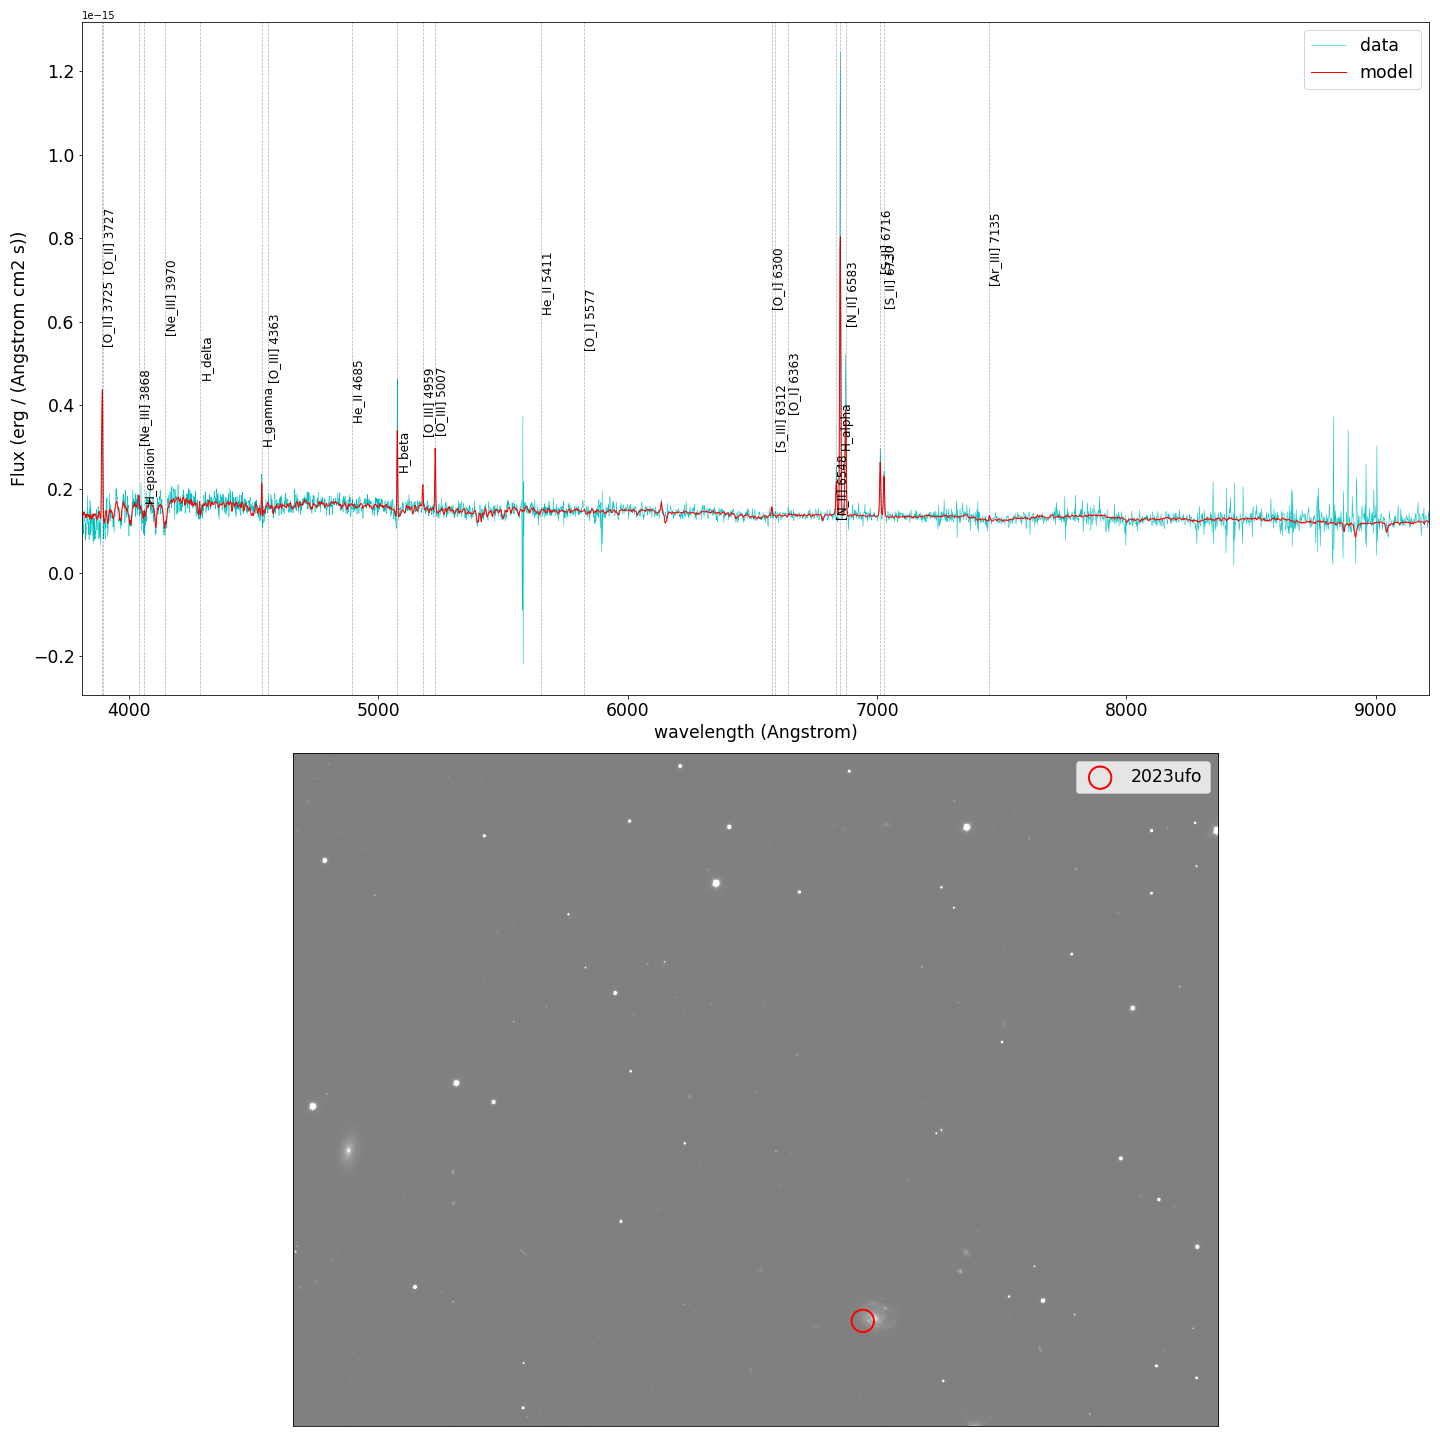 1e−15
data
model
1.2
1.0
0.8
0.6
0.4
0.2
0.0
−0.2
Flux (erg / (Angstrom cm2 s))
[O_II] 3725
[O_II] 3727
[Ne_III] 3868
H_epsilon
[Ne_III] 3970
H_delta
H_gamma
[O_III] 4363
He_II 4685
H_beta
[O_III] 4959
[O_III] 5007
He_II 5411
[O_I] 5577
[O_I] 6300
[S_III] 6312
[O_I] 6363
[N_II] 6548
H_alpha
[N_II] 6583
[S_II] 6716
[S_II] 6730
[Ar_III] 7135
4000
5000
6000
7000
8000
9000
wavelength (Angstrom)
2023ufo